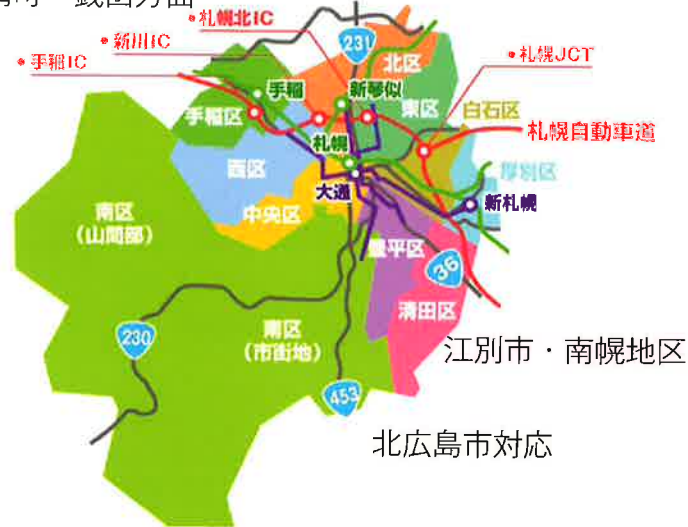 札幌北IC
新川IC
手稲IC
231
北区
札幌JCT
手稲
新琴似
手稲区
東区
白石区
札幌自動車道
札幌
西区
厚別区
大通
新札幌
南区
(山間部)
中央区
豊平区
36
清田区
230
南区
(市街地)
江別市・南幌地区
453
北広島市対応